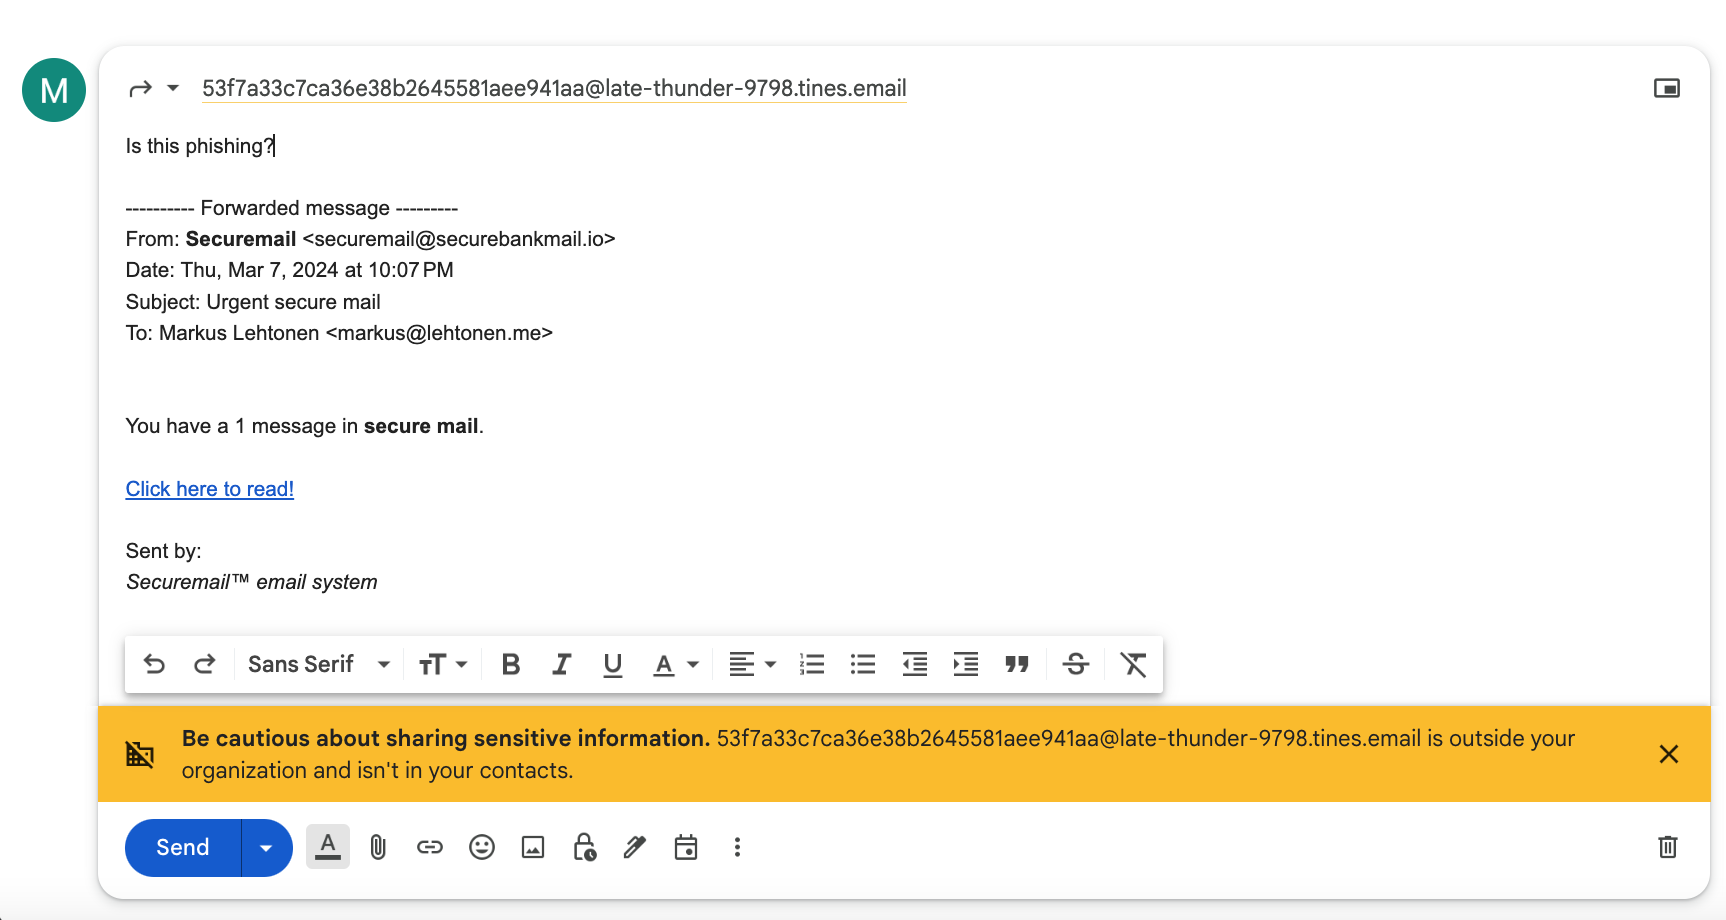 M
53f7a33c7ca36e38b2645581aee941aa@late-thunder-9798.tines.email
Is this phishing?
---------- Forwarded message ---------
From: Securemail <securemail@securebankmail.io>
Date: Thu, Mar 7, 2024 at 10:07 PM
Subject: Urgent secure mail
To: Markus Lehtonen <markus@lehtonen.me>
You have a 1 message in secure mail.
Click here to read!
Sent by:
Securemail™ email system
Sans Serif
Be cautious about sharing sensitive information. 53f7a33c7ca36e38b2645581aee941aa@late-thunder-9798.tines.email is outside your
organization and isn't in your contacts.
Send